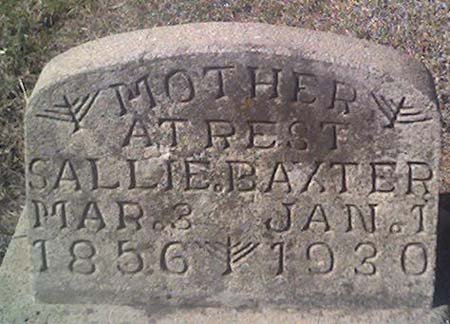 MOTHER
AT REST
SALLIE.BAXTER
MAR.3 JAN.1
1856 1930